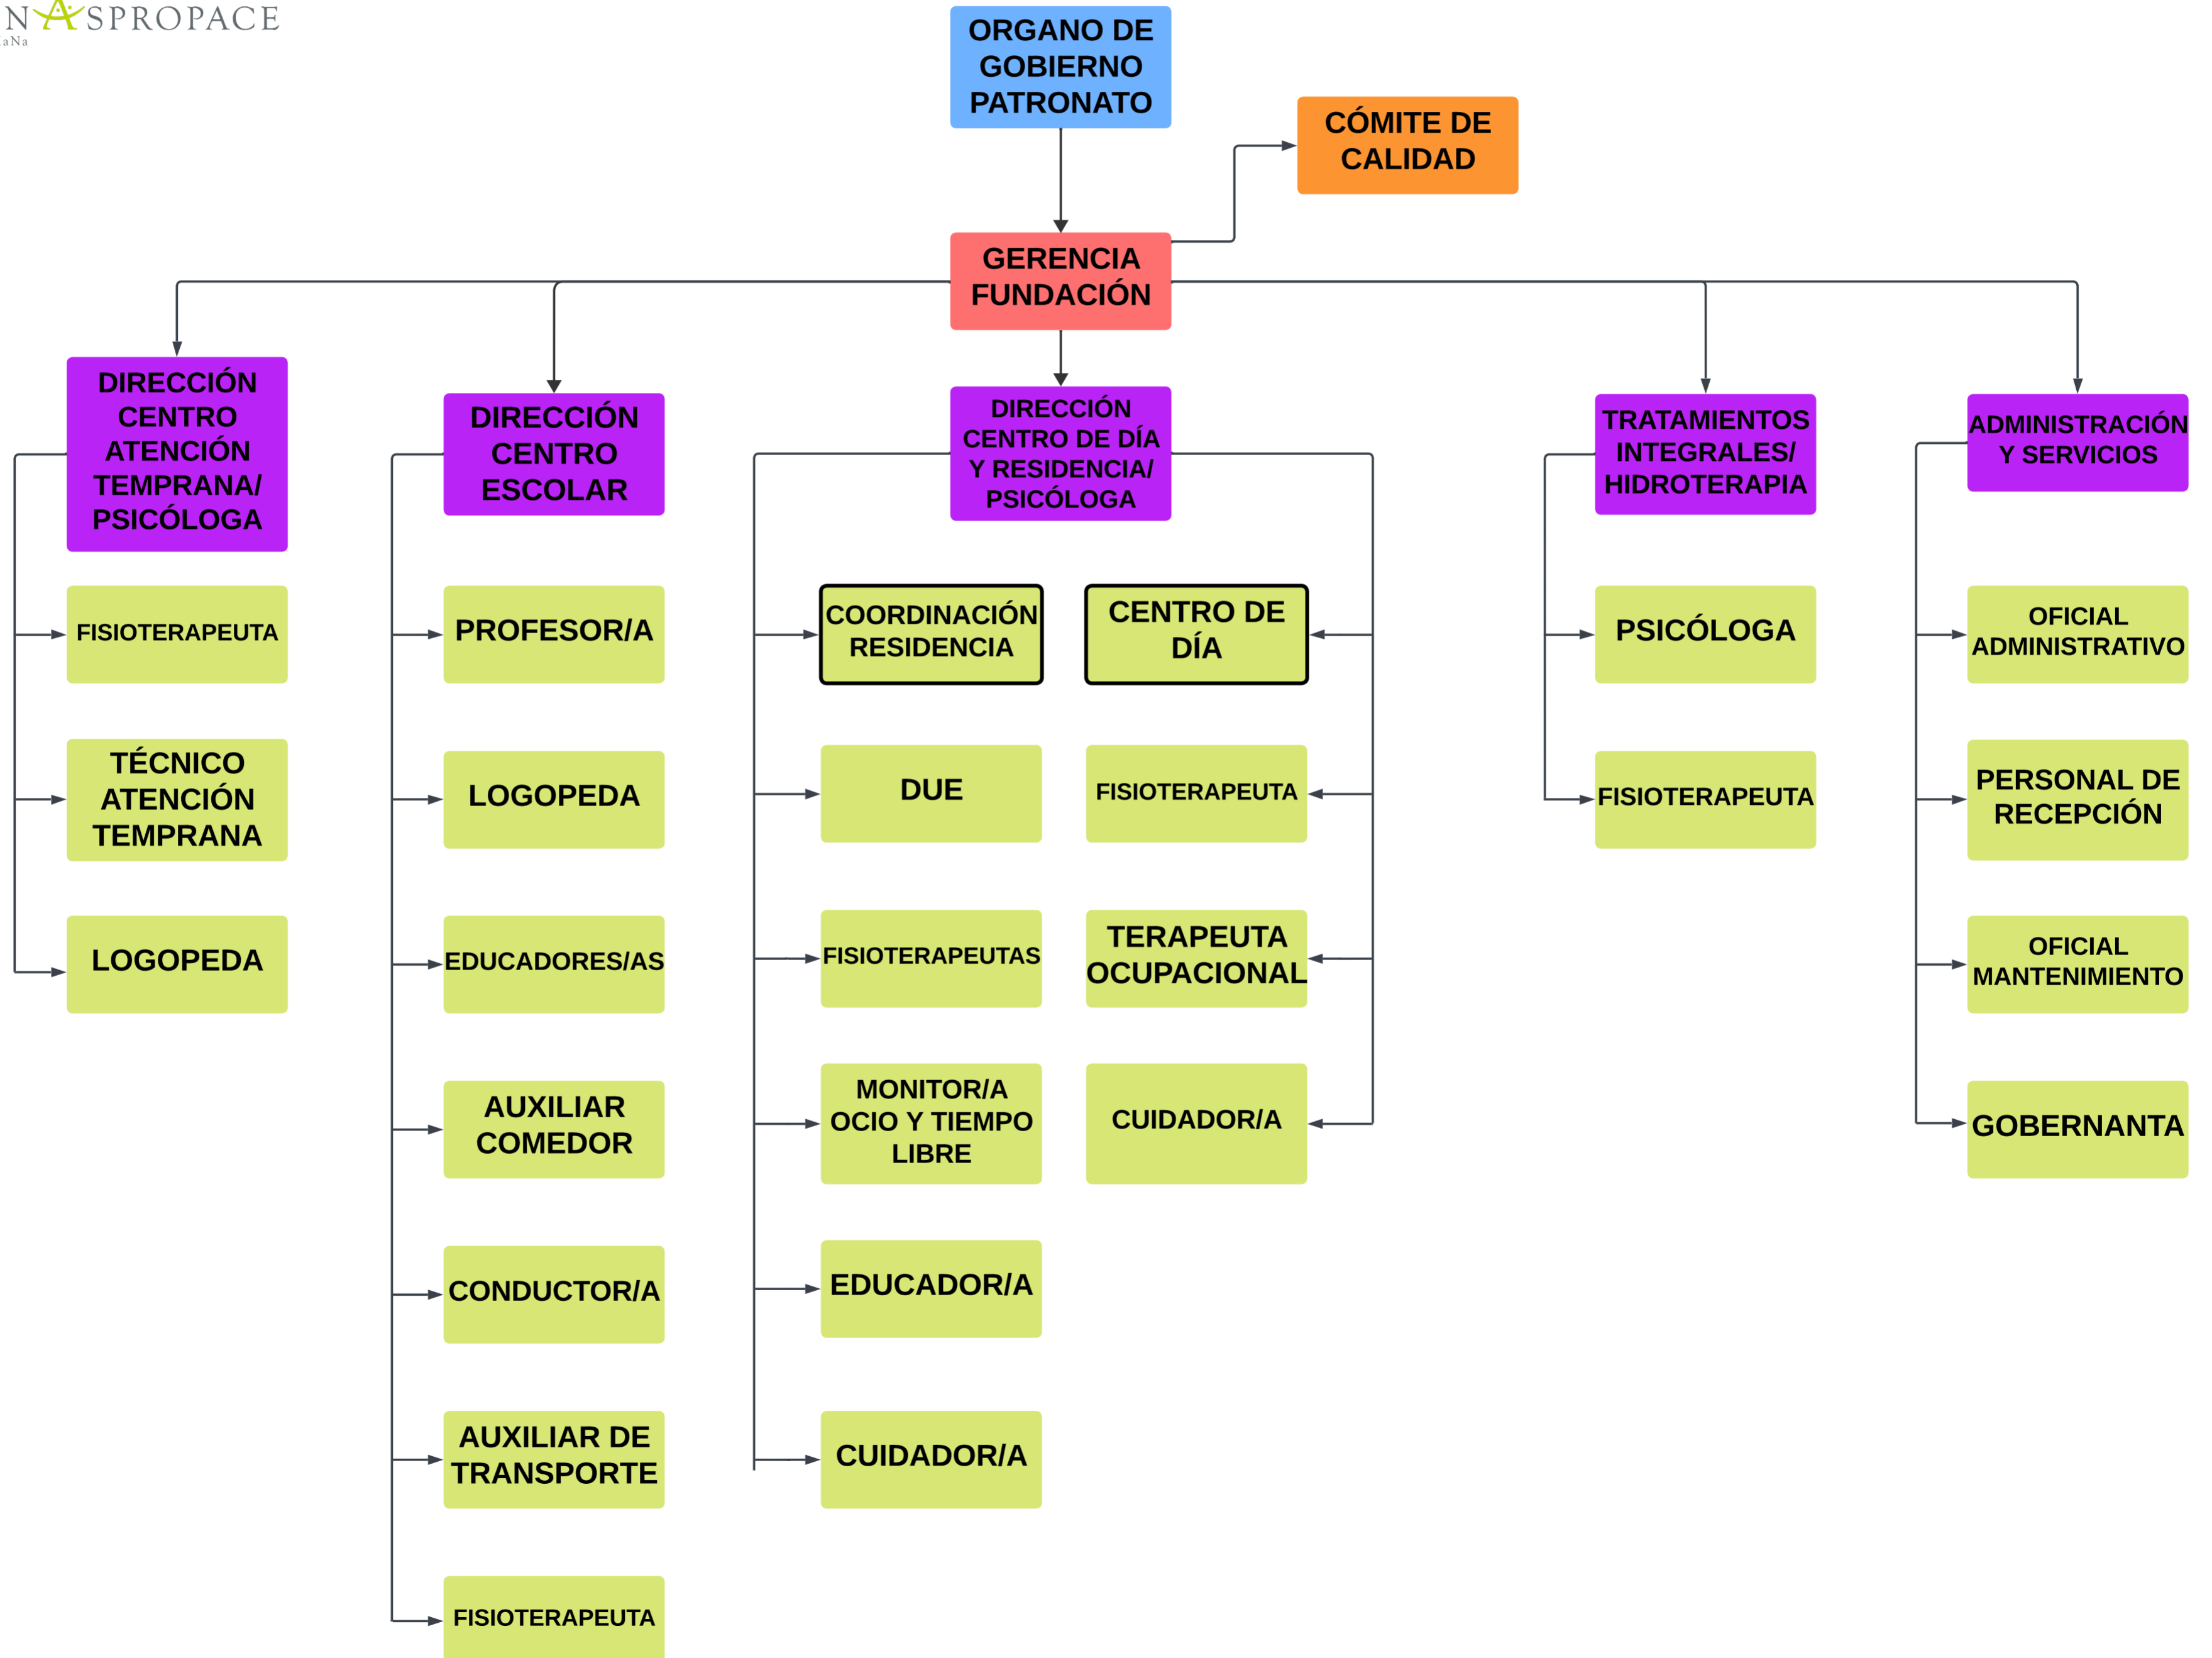 N ASPROPACE
aNa
ORGANO DE
GOBIERNO
PATRONATO
CÓMITE DE
CALIDAD
GERENCIA
FUNDACIÓN
DIRECCIÓN
CENTRO
ATENCIÓN
TEMPRANA/
PSICÓLOGA
FISIOTERAPEUTA
TÉCNICO
ATENCIÓN
TEMPRANA
LOGOPEDA
DIRECCIÓN
CENTRO
ESCOLAR
PROFESOR/A
LOGOPEDA
EDUCADORES/AS
AUXILIAR
COMEDOR
CONDUCTOR/A
AUXILIAR DE
TRANSPORTE
FISIOTERAPEUTA
DIRECCIÓN
CENTRO DE DÍA
Y RESIDENCIA/
PSICÓLOGA
COORDINACIÓN
RESIDENCIA
DUE
FISIOTERAPEUTAS
MONITOR/A
OCIO Y TIEMPO
LIBRE
EDUCADOR/A
CUIDADOR/A
CENTRO DE
DÍA
FISIOTERAPEUTA
TERAPEUTA
OCUPACIONAL
CUIDADOR/A
TRATAMIENTOS
INTEGRALES/
HIDROTERAPIA
PSICÓLOGA
FISIOTERAPEUTA
ADMINISTRACIÓN
Y SERVICIOS
OFICIAL
ADMINISTRATIVO
PERSONAL DE
RECEPCIÓN
OFICIAL
MANTENIMIENTO
GOBERNANTA